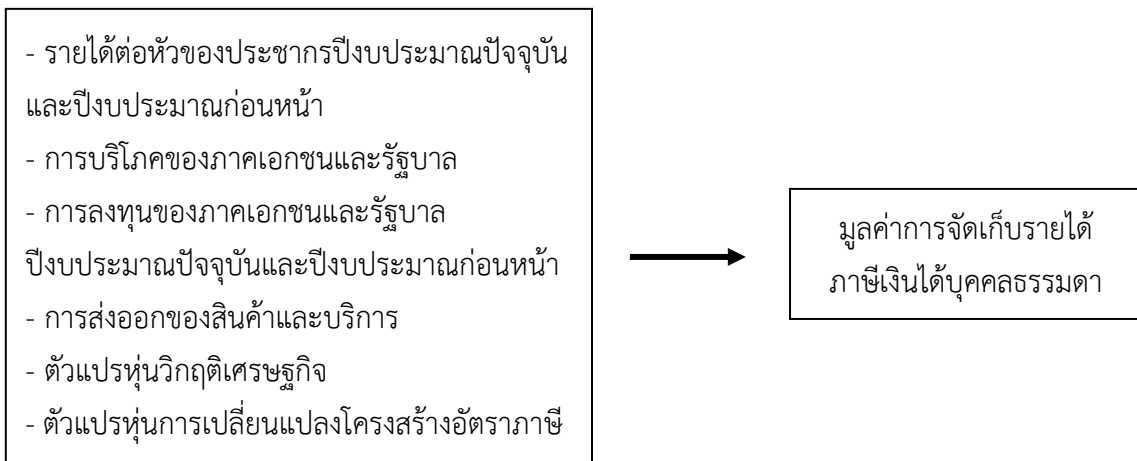 - รายได้ต่อหัวของประชากรปีงบประมาณปัจจุบัน
และปีงบประมาณก่อนหน้า
- การบริโภคของภาคเอกชนและรัฐบาล
- การลงทุนของภาคเอกชนและรัฐบาล
ปีงบประมาณปัจจุบันและปีงบประมาณก่อนหน้า
- การส่งออกของสินค้าและบริการ
- ตัวแปรหุ่นวิกฤติเศรษฐกิจ
- ตัวแปรหุ่นการเปลี่ยนแปลงโครงสร้างอัตราภาษี
มูลค่าการจัดเก็บรายได้
ภาษีเงินได้บุคคลธรรมดา